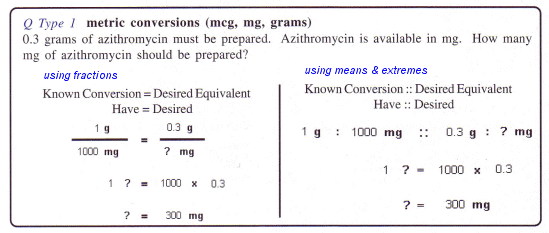 Q Type 1 metric conversions (mcg, mg, grams)
0.3 grams of azithromycin must be prepared. Azithromycin is available in mg. How many
mg of azithromycin should be prepared?
using fractions
Known Conversion = Desired Equivalent
Have = Desired
1 g = 0.3 g
1000 mg ? mg
1 ? = 1000 x 0.3
? = 300 mg
using means & extremes
Known Conversion :: Desired Equivalent
Have :: Desired
1 g : 1000 mg :: 0.3 g : ? mg
1 ? = 1000 x 0.3
? = 300 mg